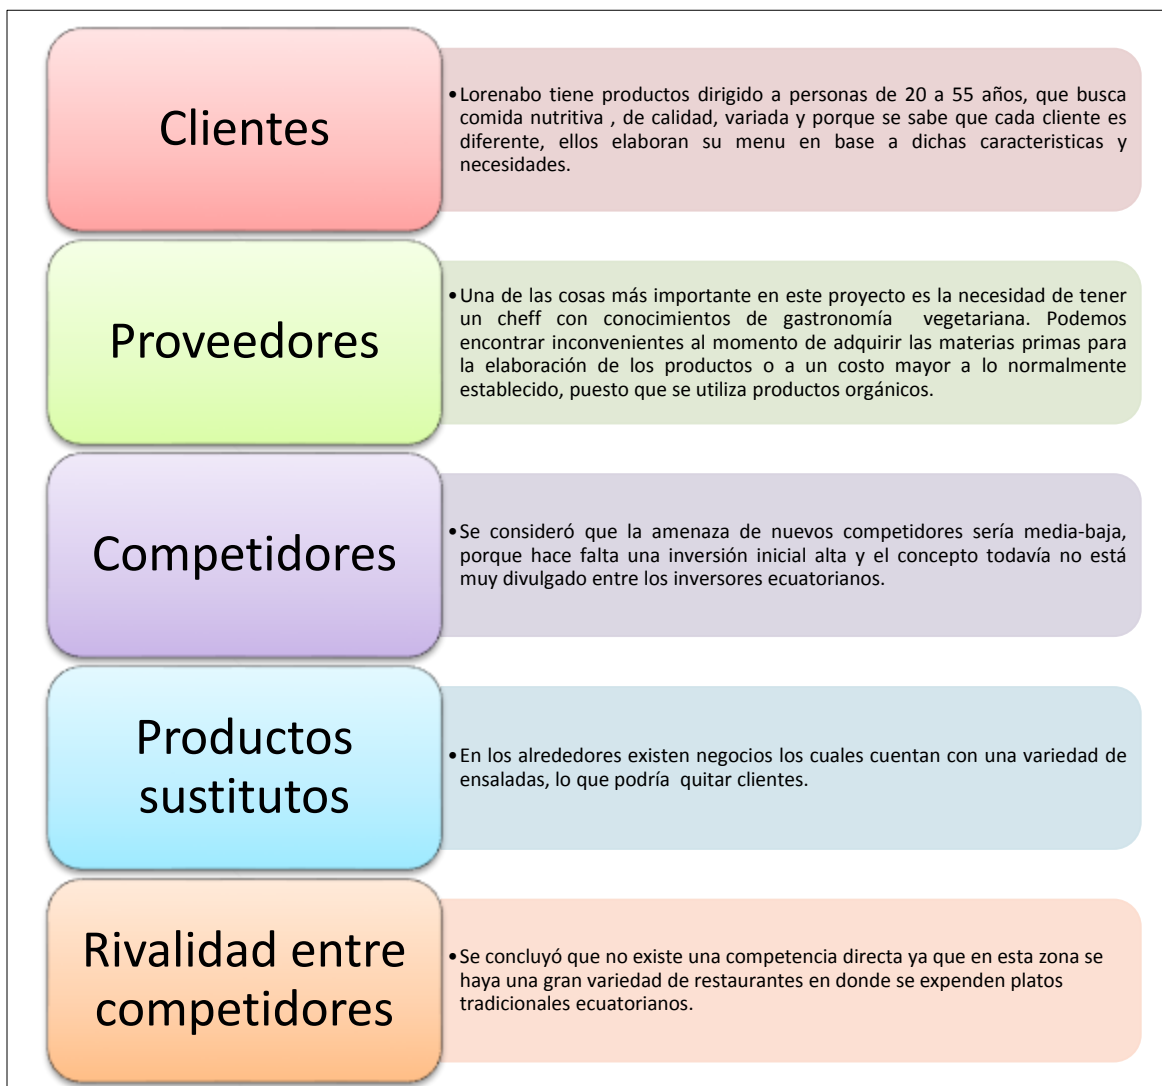 Clientes
•Lorenabo tiene productos dirigido a personas de 20 a 55 años, que busca
comida nutritiva , de calidad, variada y porque se sabe que cada cliente es
diferente, ellos elaboran su menu en base a dichas caracteristicas y
necesidades.
Proveedores
•Una de las cosas más importante en este proyecto es la necesidad de tener
un cheff con conocimientos de gastronomía vegetariana. Podemos
encontrar inconvenientes al momento de adquirir las materias primas para
la elaboración de los productos o a un costo mayor a lo normalmente
establecido, puesto que se utiliza productos orgánicos.
Competidores
•Se consideró que la amenaza de nuevos competidores sería media-baja,
porque hace falta una inversión inicial alta y el concepto todavía no está
muy divulgado entre los inversores ecuatorianos.
Productos
sustitutos
•En los alrededores existen negocios los cuales cuentan con una variedad de
ensaladas, lo que podría quitar clientes.
Rivalidad entre
competidores
•Se concluyó que no existe una competencia directa ya que en esta zona se
haya una gran variedad de restaurantes en donde se expenden platos
tradicionales ecuatorianos.